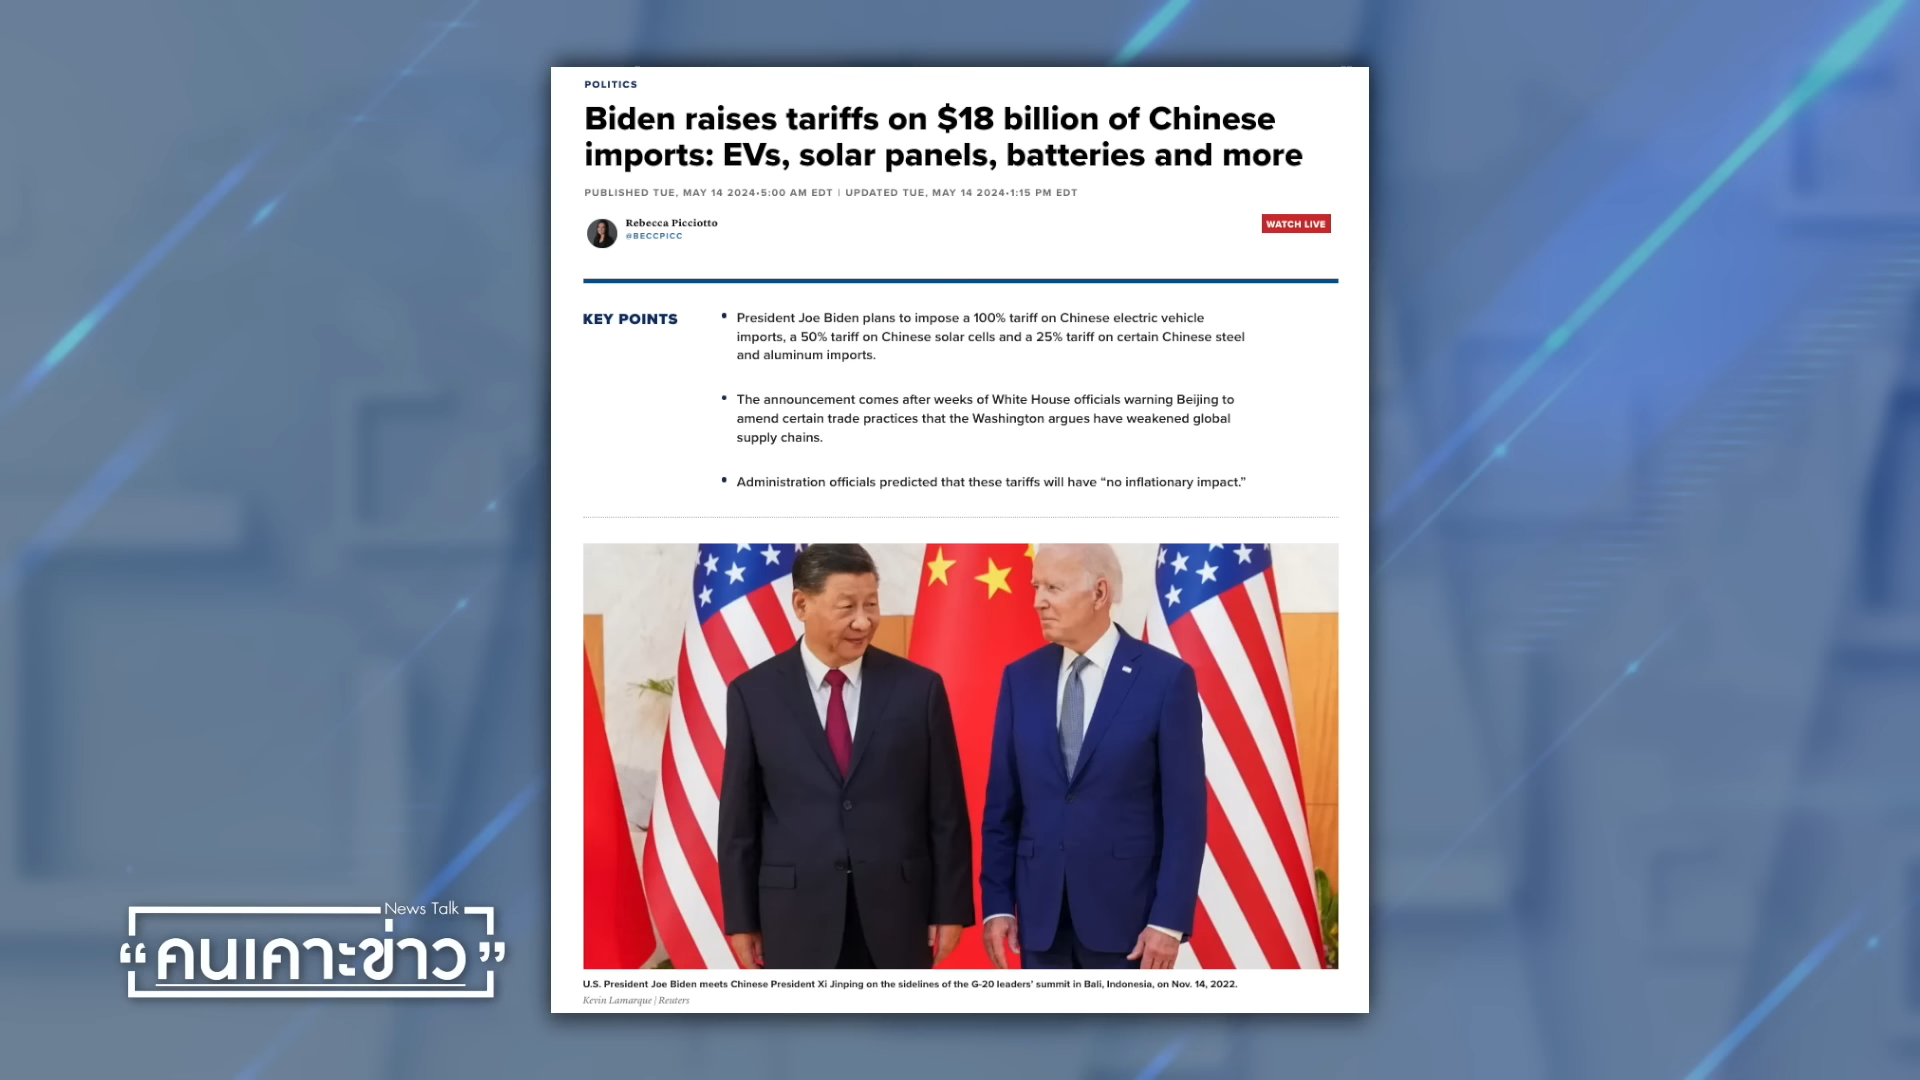 POLITICS
Biden raises tariffs on $18 billion of Chinese
imports: EVs, solar panels, batteries and more
PUBLISHED TUE, MAY 14 2024•5:00 AM EDT | UPDATED TUE, MAY 14 2024•1:15 PM EDT
Rebecca Picciotto
@BECCPICC
WATCH LIVE
KEY POINTS
• President Joe Biden plans to impose a 100% tariff on Chinese electric vehicle
imports, a 50% tariff on Chinese solar cells and a 25% tariff on certain Chinese steel
and aluminum imports.
• The announcement comes after weeks of White House officials warning Beijing to
amend certain trade practices that the Washington argues have weakened global
supply chains.
• Administration officials predicted that these tariffs will have “no inflationary impact.”
U.S. President Joe Biden meets Chinese President Xi Jinping on the sidelines of the G-20 leaders’ summit in Bali, Indonesia, on Nov. 14, 2022.
Kevin Lamarque | Reuters
News Talk
“คนเคาะข่าว”